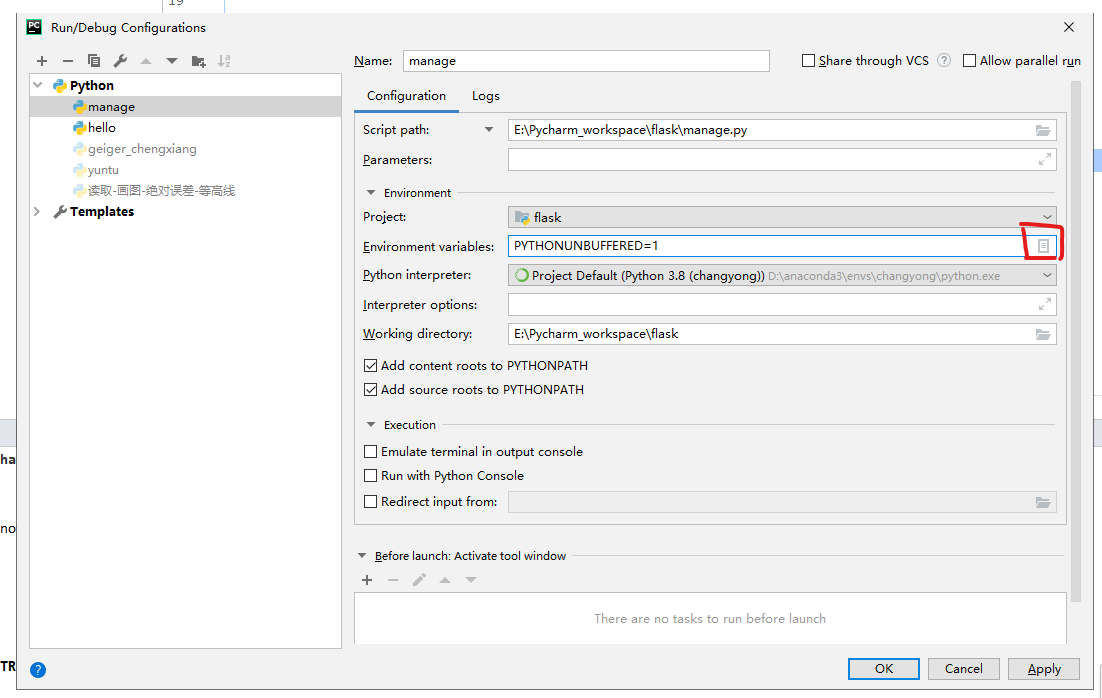 19
PC Run/Debug Configurations
Name: manage Share through VCS ? Allow parallel run
Python
manage
hello
geiger_chengxiang
yuntu
读取-画图-绝对误差-等高线
Templates
Configuration Logs
Script path: E:\Pycharm_workspace\flask\manage.py
Parameters:
Environment
Project: flask
Environment variables: PYTHONUNBUFFERED=1
Python interpreter: Project Default (Python 3.8 (changyong)) D:\anaconda3\envs\changyong\python.exe
Interpreter options:
Working directory: E:\Pycharm_workspace\flask
Add content roots to PYTHONPATH
Add source roots to PYTHONPATH
Execution
Emulate terminal in output console
Run with Python Console
Redirect input from:
Before launch: Activate tool window
There are no tasks to run before launch
ha
no
TR
? OK Cancel Apply